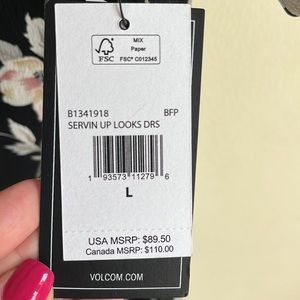 MIX
Paper
FSC
FSC® C012345
B1341918 BFP
SERVIN UP LOOKS DRS
1 93573 11279 6
L
USA MSRP: $89.50
Canada MSRP: $110.00
VOLCOM.COM